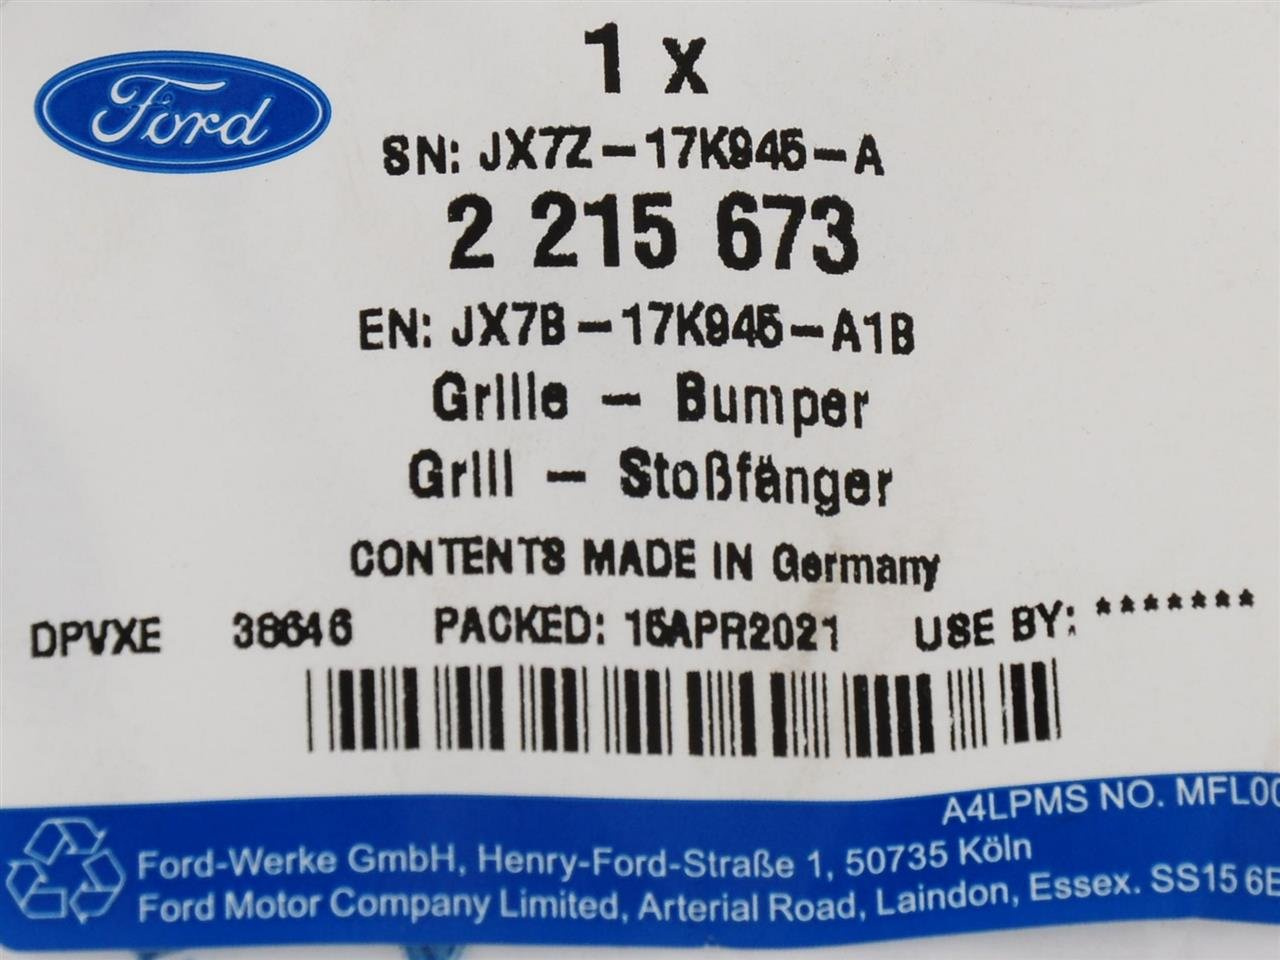 Ford
1 x
SN: JX7Z-17K945-A
2 215 673
EN: JX7B-17K945-A1B
Grille - Bumper
Grill - Stoßfänger
CONTENTS MADE IN Germany
DPVXE 38646 PACKED: 15APR2021 USE BY: *******
A4LPMS NO. MFL00
Ford-Werke GmbH, Henry-Ford-Straße 1, 50735 Köln
Ford Motor Company Limited, Arterial Road, Laindon, Essex. SS15 6E